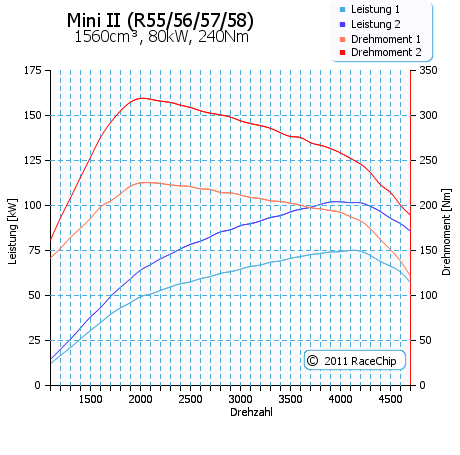 Mini II (R55/56/57/58)
1560cm³, 80kW, 240Nm
Leistung 1
Leistung 2
Drehmoment 1
Drehmoment 2
175
150
125
100
75
50
25
0
Leistung [kW]
350
300
250
200
150
100
50
0
Drehmoment [Nm]
© 2011 RaceChip
1500 2000 2500 3000 3500 4000 4500
Drehzahl